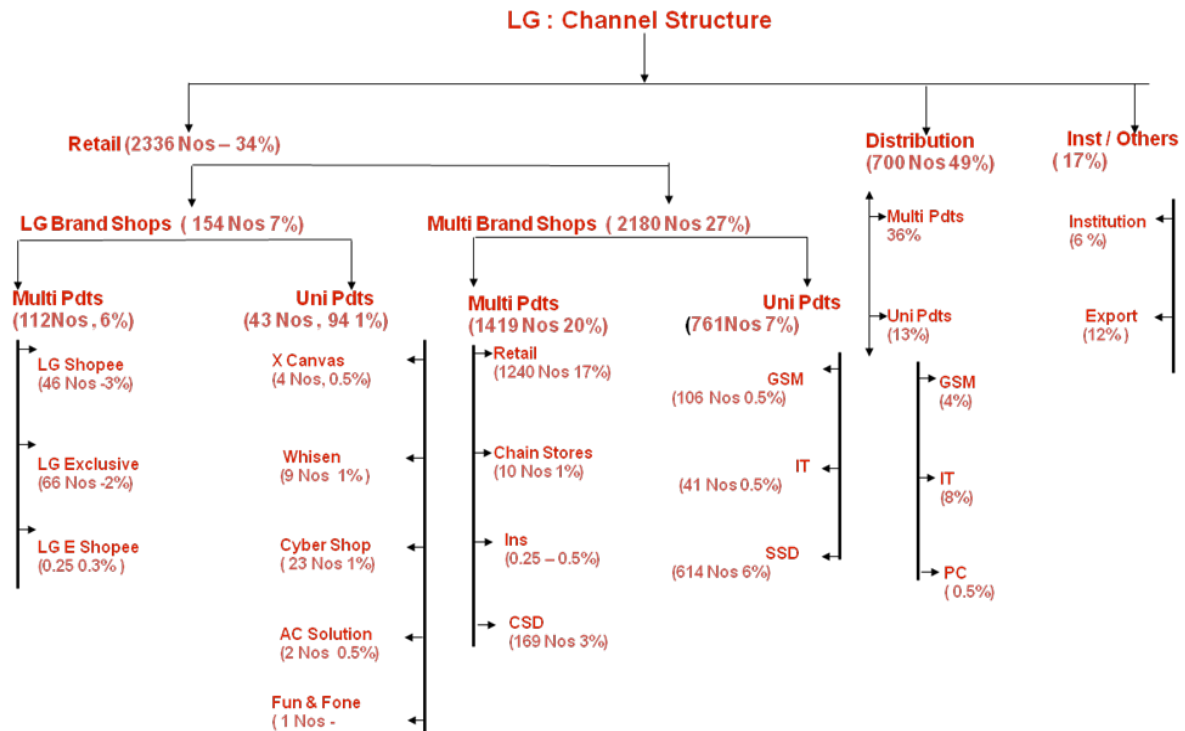 LG : Channel Structure
Retail (2336 Nos – 34%)
Distribution
(700 Nos 49%)
Inst / Others
( 17%)
LG Brand Shops ( 154 Nos 7%)
Multi Brand Shops ( 2180 Nos 27%)
Multi Pdts
36%
Uni Pdts
(13%)
Institution
(6 %)
Export
(12% )
Multi Pdts
(112Nos , 6%)
Uni Pdts
(43 Nos , 94 1%)
Multi Pdts
(1419 Nos 20%)
Uni Pdts
(761Nos 7%)
LG Shopee
(46 Nos -3%)
LG Exclusive
(66 Nos -2%)
LG E Shopee
(0.25 0.3% )
X Canvas
(4 Nos, 0.5%)
Whisen
(9 Nos 1% )
Cyber Shop
( 23 Nos 1%)
AC Solution
(2 Nos 0.5%)
Fun & Fone
( 1 Nos -
Retail
(1240 Nos 17%)
Chain Stores
(10 Nos 1%)
Ins
(0.25 – 0.5%)
CSD
(169 Nos 3%)
GSM
(106 Nos 0.5%)
IT
(41 Nos 0.5%)
SSD
(614 Nos 6%)
GSM
(4%)
IT
(8%)
PC
( 0.5%)